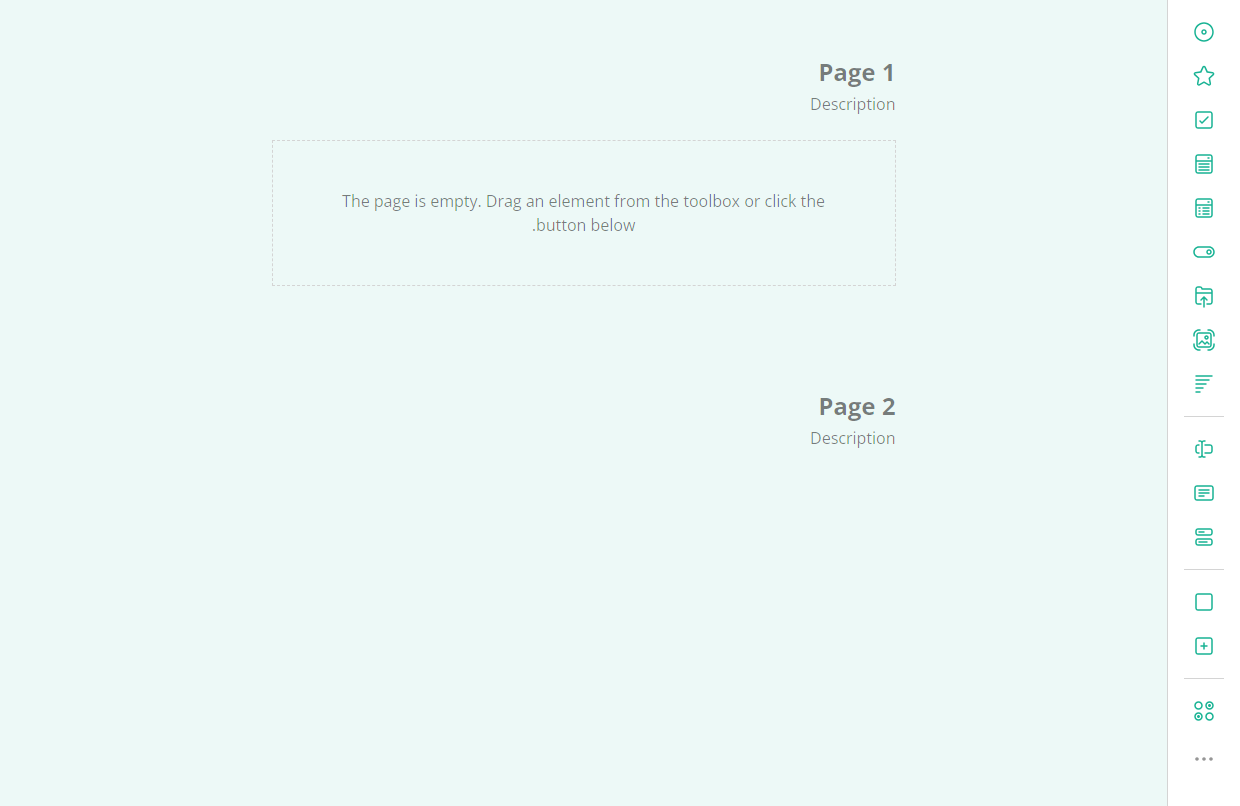 Page 1
Description
The page is empty. Drag an element from the toolbox or click the
.button below
Page 2
Description